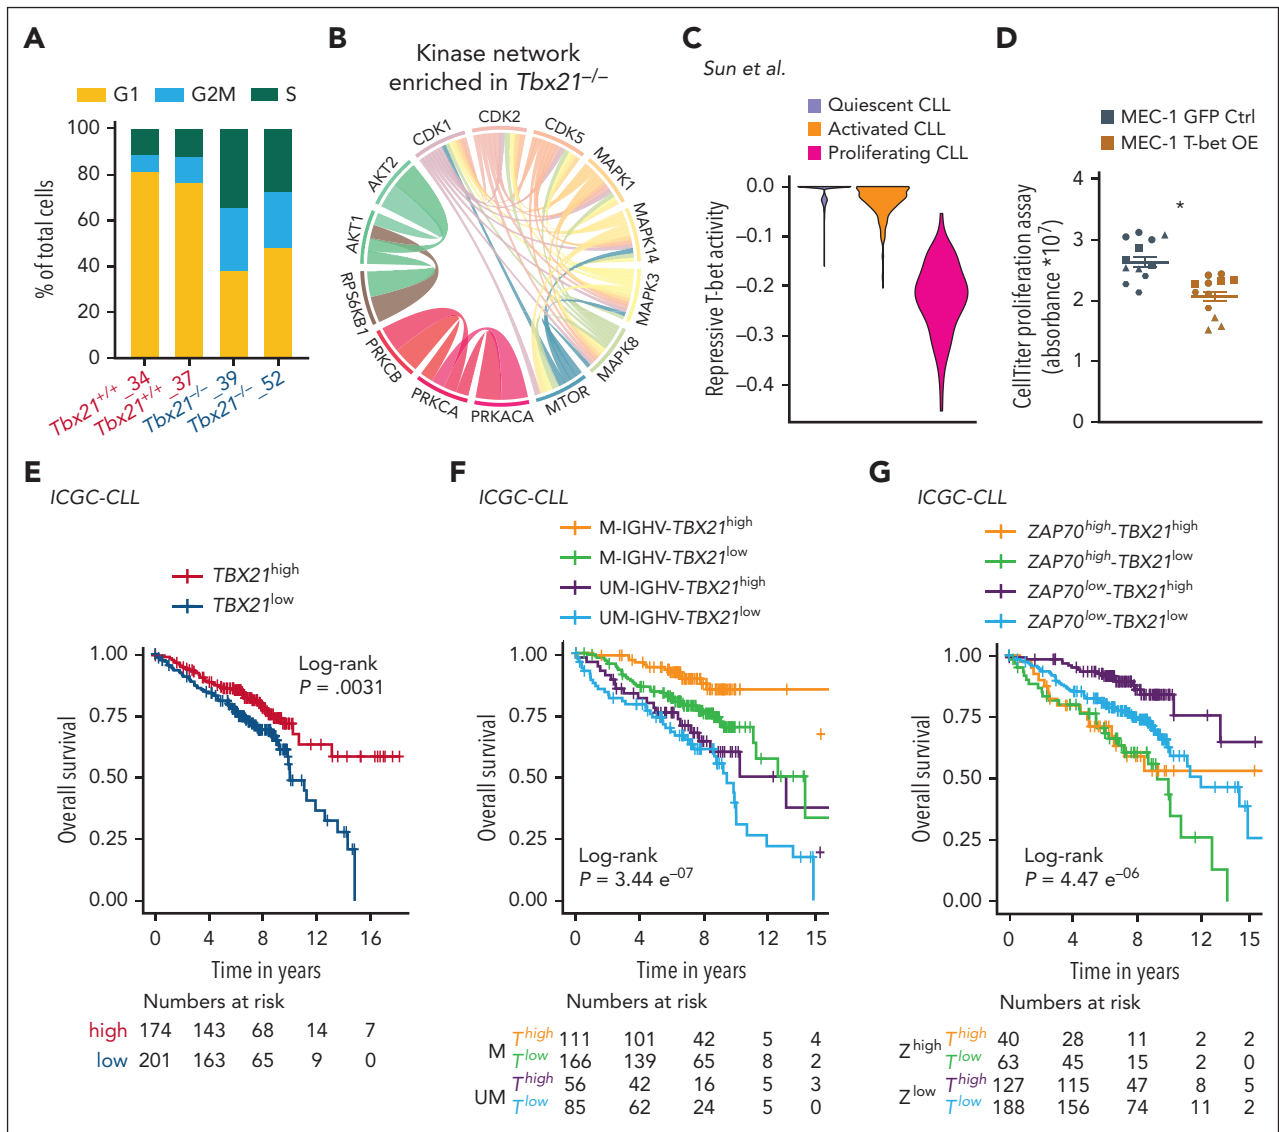 A
G1 G2M S
% of total cells
100
80
60
40
20
0
Tbx21+/+_34
Tbx21+/+_37
Tbx21–/–_39
Tbx21–/–_52
B
Kinase network
enriched in Tbx21–/–
CDK1
CDK2
CDK5
MAPK1
MAPK14
MAPK3
MAPK8
MTOR
PRKACA
PRKCA
PRKCB
RPS6KB1
AKT1
AKT2
C
Sun et al.
Quiescent CLL
Activated CLL
Proliferating CLL
Repressive T-bet activity
0.0
–0.1
–0.2
–0.3
–0.4
D
MEC-1 GFP Ctrl
MEC-1 T-bet OE
CellTiter proliferation assay
(absorbance *10⁷)
4
3
2
1
0
*
E
ICGC-CLL
TBX21high
TBX21low
Log-rank
P = .0031
Overall survival
1.00
0.75
0.50
0.25
0.00
0 4 8 12 16
Time in years
Numbers at risk
high 174 143 68 14 7
low 201 163 65 9 0
F
ICGC-CLL
M-IGHV-TBX21high
M-IGHV-TBX21low
UM-IGHV-TBX21high
UM-IGHV-TBX21low
Overall survival
1.00
0.75
0.50
0.25
0.00
Log-rank
P = 3.44 e–07
0 4 8 12 15
Time in years
Numbers at risk
M
Thigh 111 101 42 5 4
Tlow 166 139 65 8 2
UM
Thigh 56 42 16 5 3
Tlow 85 62 24 5 0
G
ICGC-CLL
ZAP70high-TBX21high
ZAP70high-TBX21low
ZAP70low-TBX21high
ZAP70low-TBX21low
Overall survival
1.00
0.75
0.50
0.25
0.00
Log-rank
P = 4.47 e–06
0 4 8 12 15
Time in years
Numbers at risk
Zhigh
Thigh 40 28 11 2 2
Tlow 63 45 15 2 0
Zlow
Thigh 127 115 47 8 5
Tlow 188 156 74 11 2